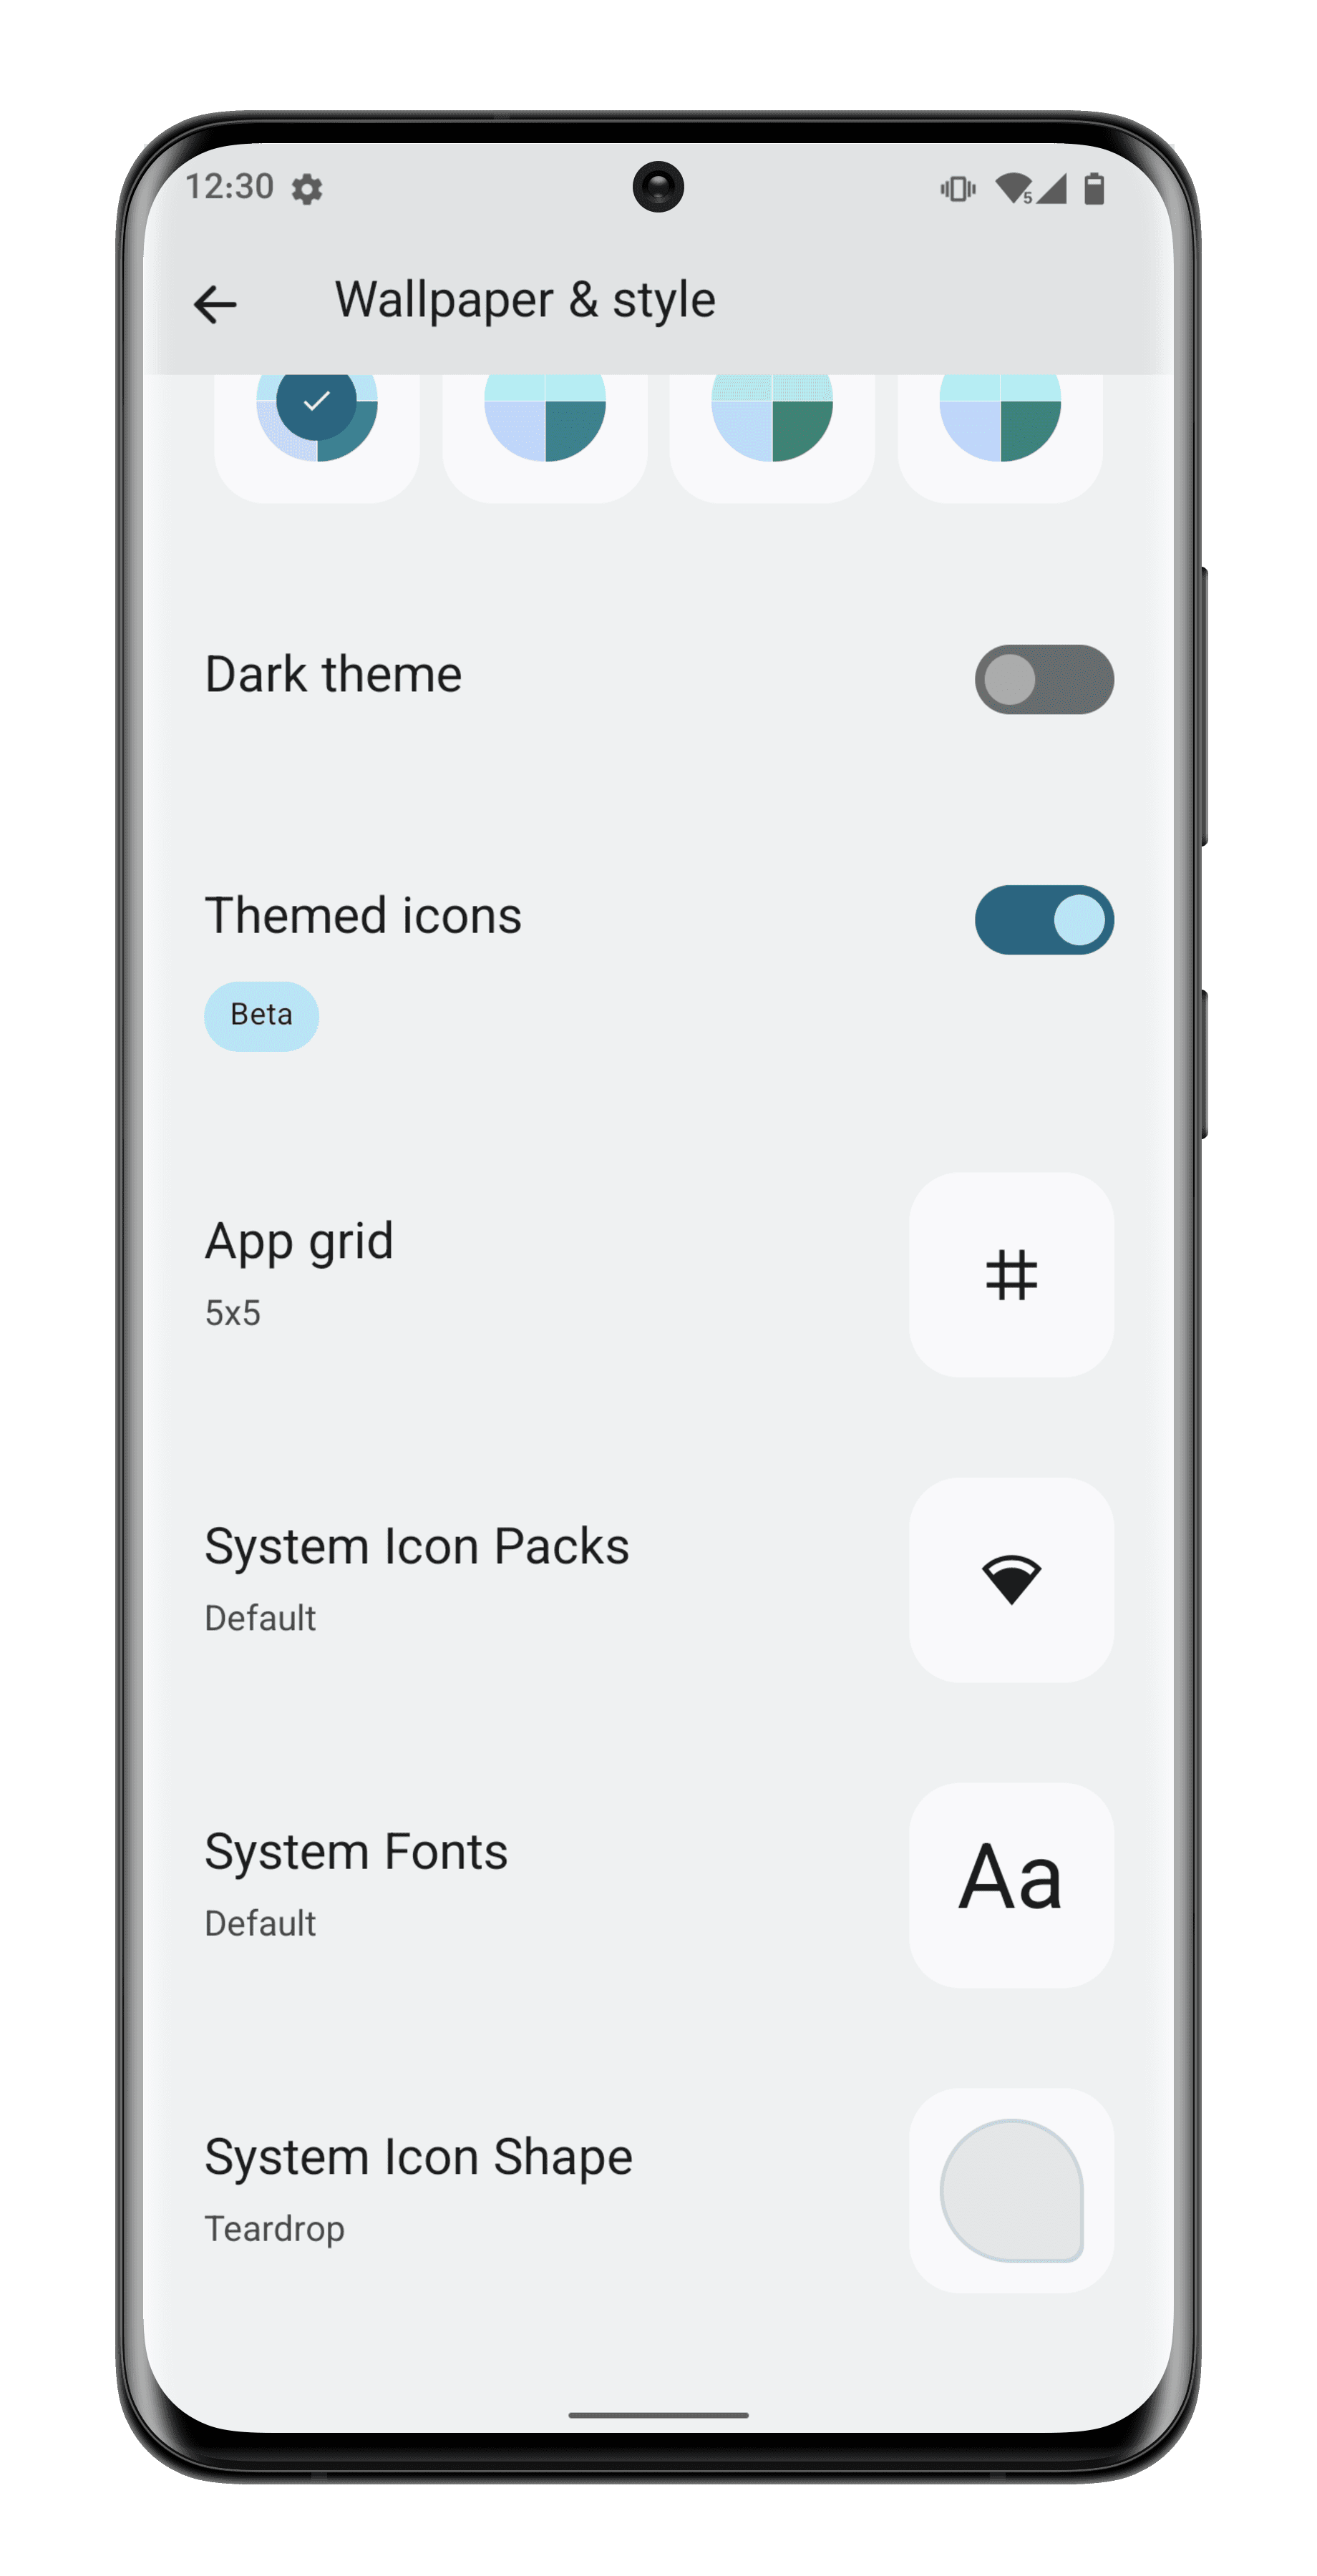 12:30
5
Wallpaper & style
Dark theme
Themed icons
Beta
App grid
5x5
System Icon Packs
Default
System Fonts
Default
Aa
System Icon Shape
Teardrop